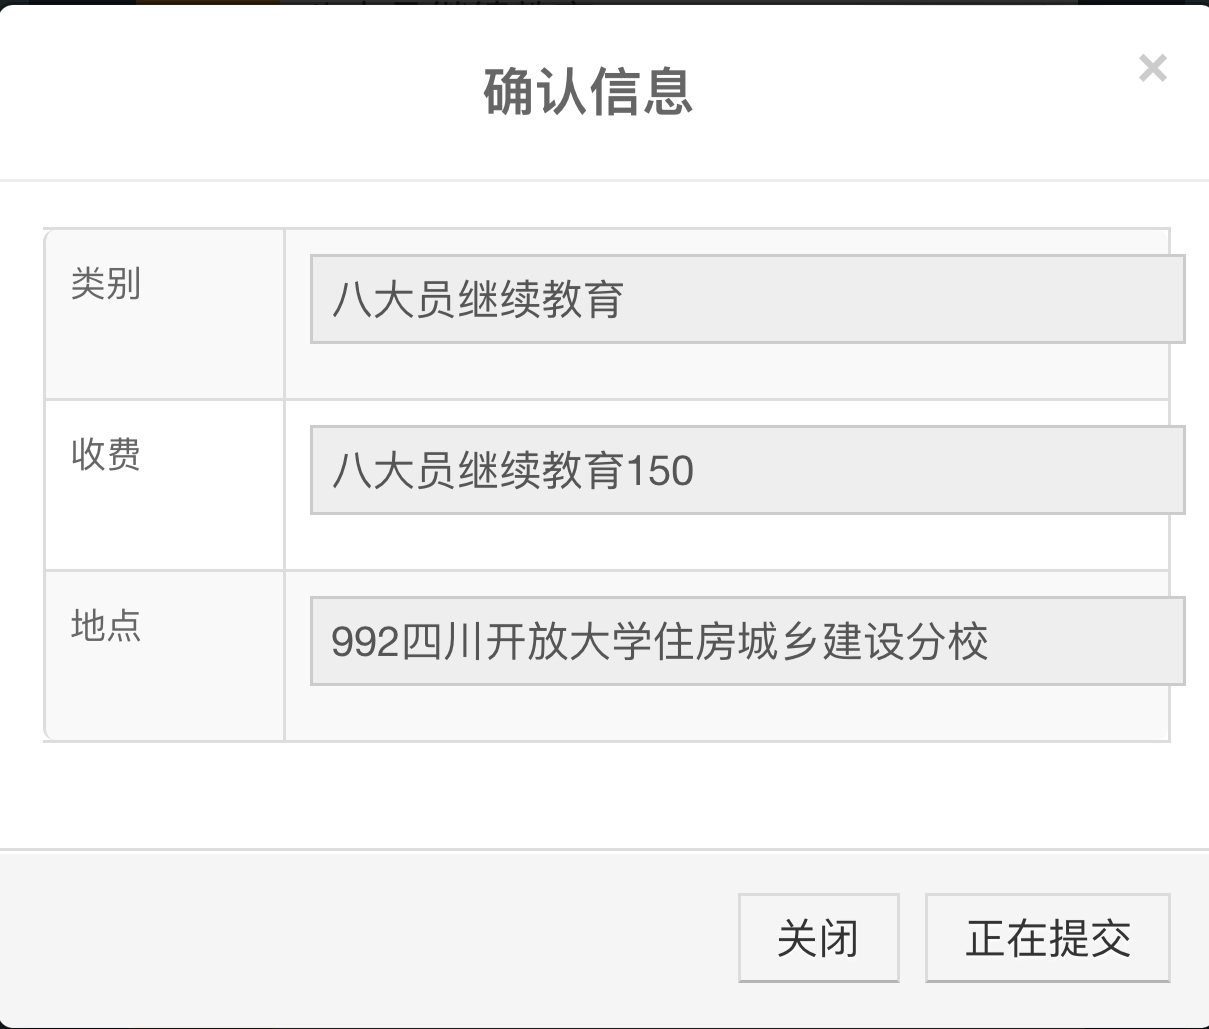 确认信息
×
类别
八大员继续教育
收费
八大员继续教育150
地点
992四川开放大学住房城乡建设分校
关闭
正在提交